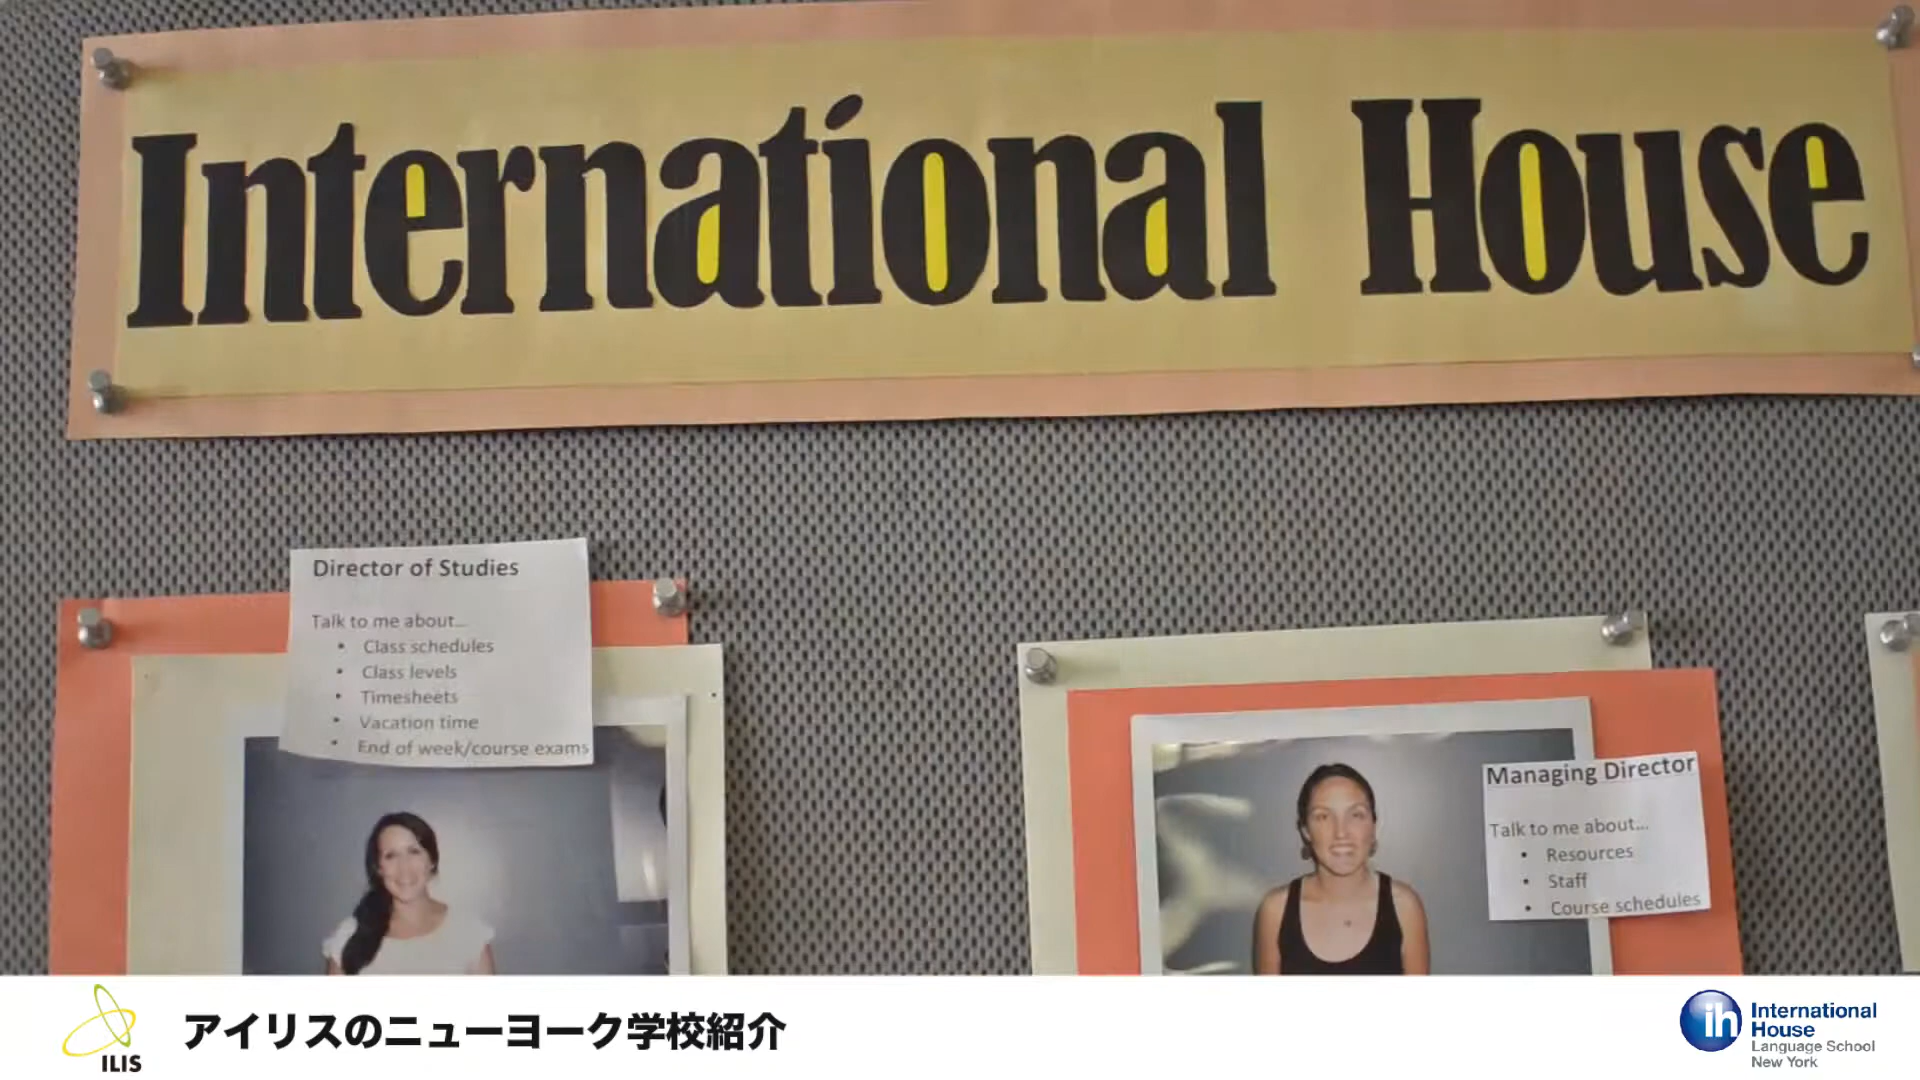 International House
Director of Studies
Talk to me about...
• Class schedules
• Class levels
• Timesheets
• Vacation time
• End of week/course exams
Managing Director
Talk to me about...
• Resources
• Staff
• Course schedules
ILIS
アイリスのニューヨーク学校紹介
ih
International
House
Language School
New York